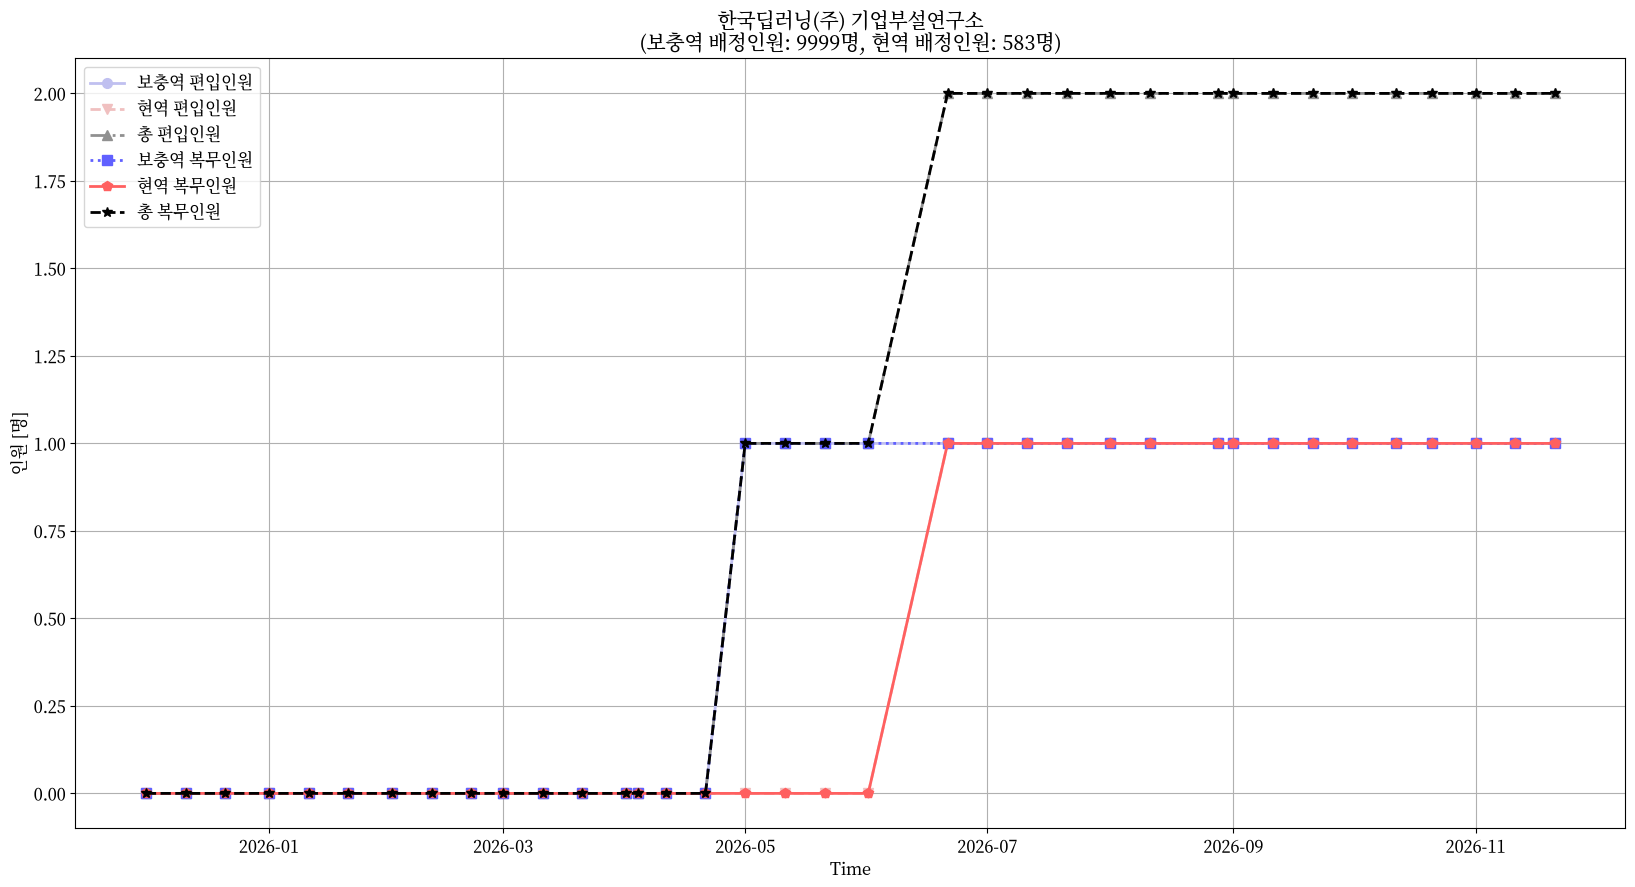 한국딥러닝(주) 기업부설연구소
(보충역 배정인원: 9999명, 현역 배정인원: 583명)
보충역 편입인원
현역 편입인원
총 편입인원
보충역 복무인원
현역 복무인원
총 복무인원
인원 [명]
2.00
1.75
1.50
1.25
1.00
0.75
0.50
0.25
0.00
2026-01
2026-03
2026-05
2026-07
2026-09
2026-11
Time